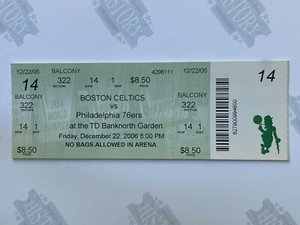 12/22/06
BALCONY
4296111
12/22/06
14
BALCONY
322
14
1
$8.50
BOSTON CELTICS
vs
Philadelphia 76ers
at the TD Banknorth Garden
Friday, December 22, 2006 8:00 PM
NO BAGS ALLOWED IN ARENA
322
14 1
$8.50
14